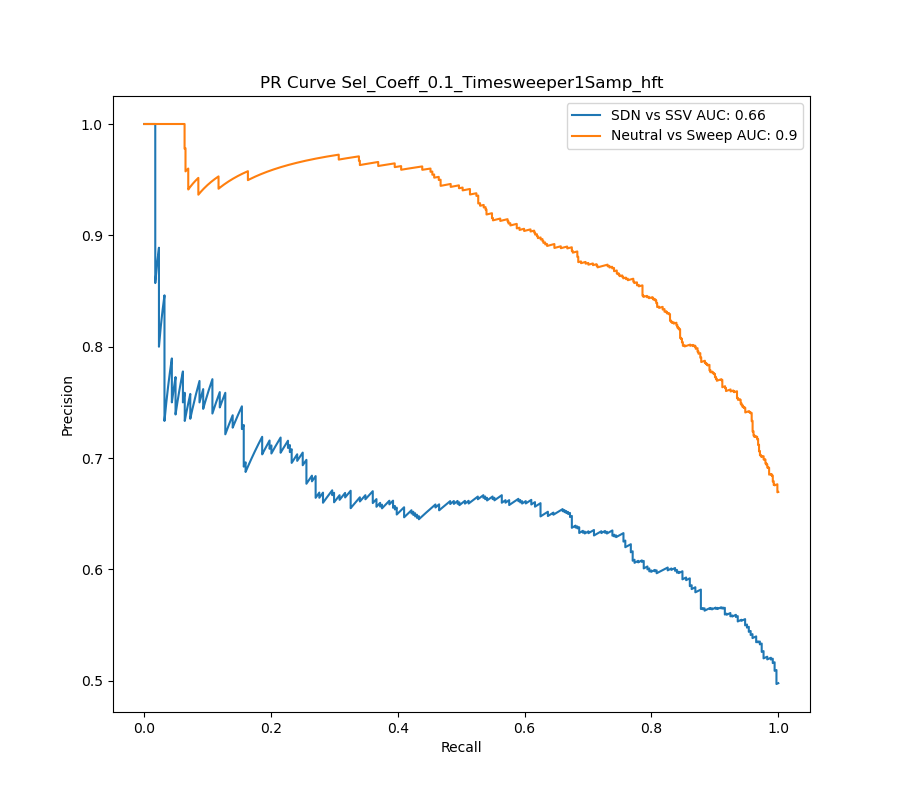 PR Curve Sel_Coeff_0.1_Timesweeper1Samp_hft
SDN vs SSV AUC: 0.66
Neutral vs Sweep AUC: 0.9
1.0
0.9
0.8
0.7
0.6
0.5
Precision
0.0 0.2 0.4 0.6 0.8 1.0
Recall